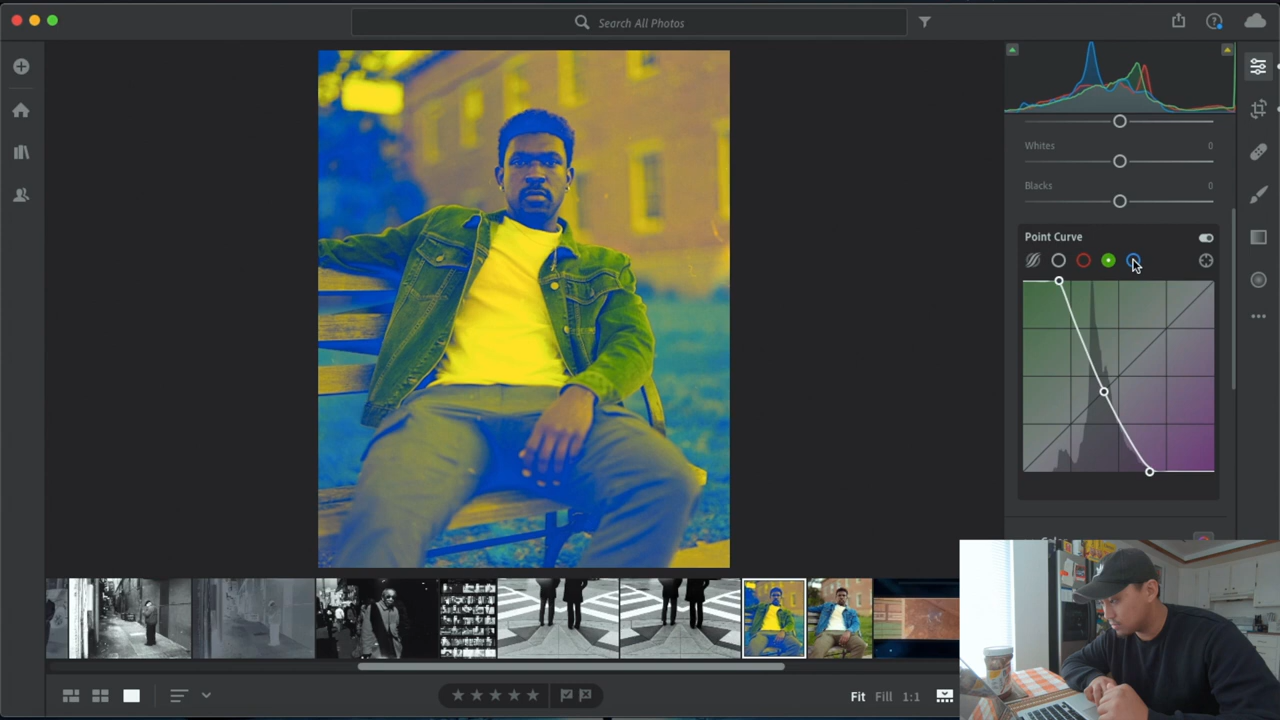 Search All Photos
Whites 0
Blacks 0
Point Curve
Fit Fill 1:1